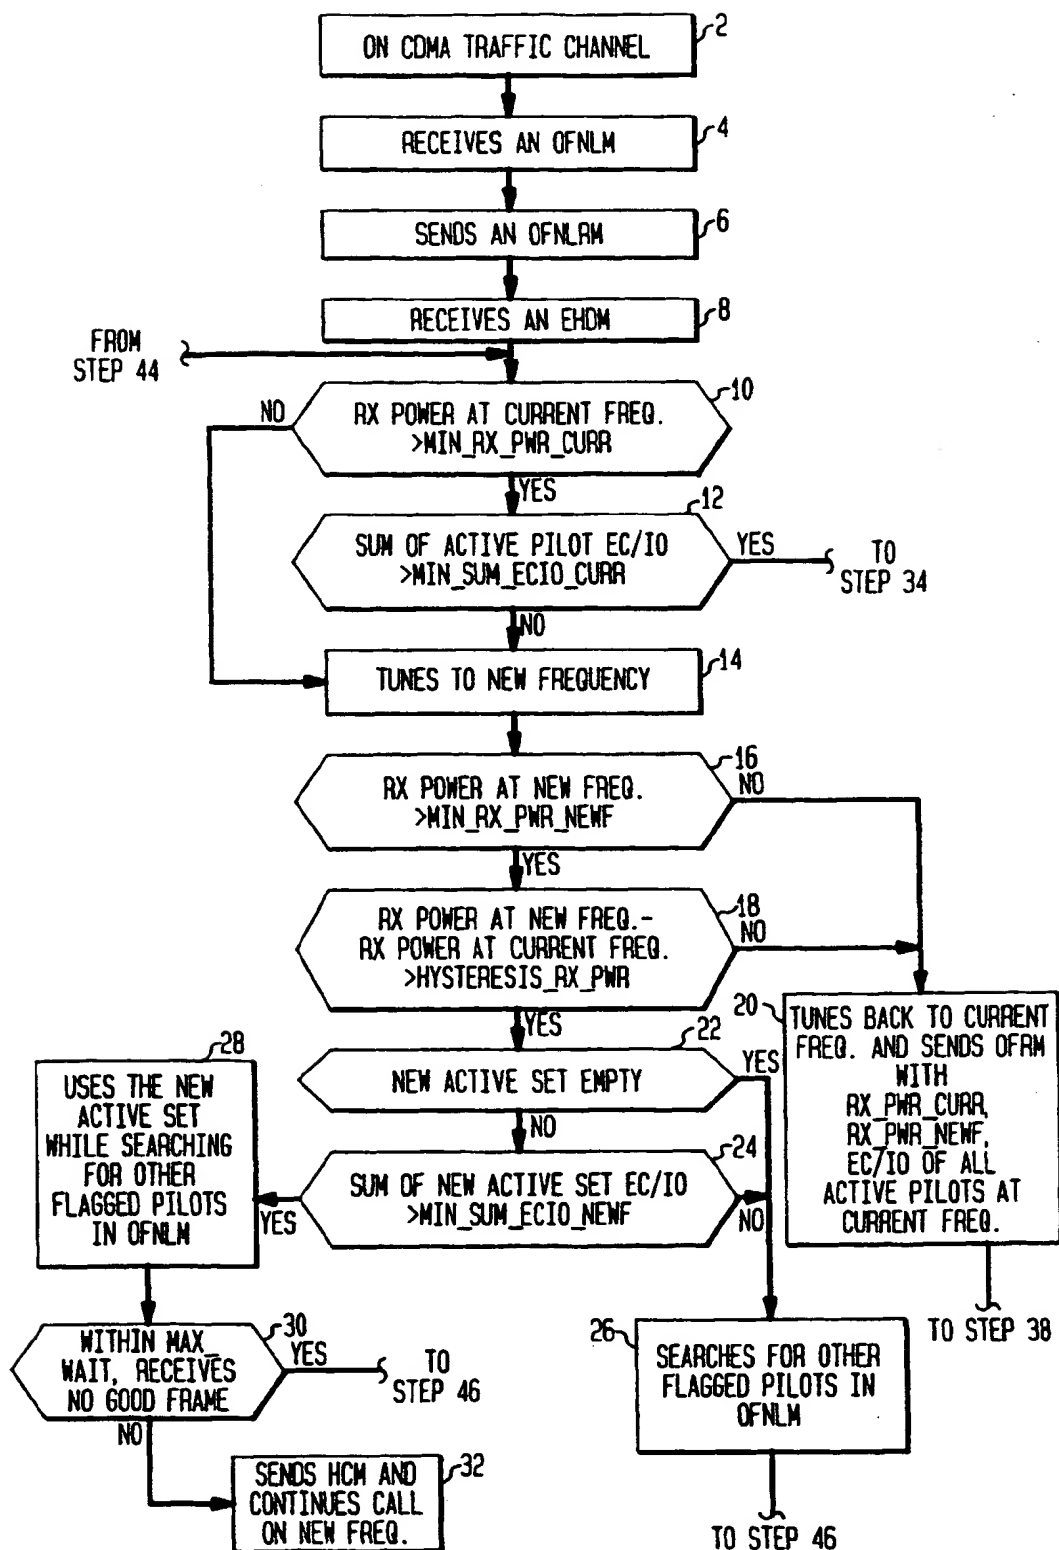 ON CDMA TRAFFIC CHANNEL
2
RECEIVES AN OFNLM
4
SENDS AN OFNLRM
6
RECEIVES AN EHDM
8
FROM
STEP 44
NO
RX POWER AT CURRENT FREQ.
>MIN_RX_PWR_CURR
10
YES
SUM OF ACTIVE PILOT EC/IO
>MIN_SUM_ECIO_CURR
12
YES
TO
STEP 34
NO
TUNES TO NEW FREQUENCY
14
RX POWER AT NEW FREQ.
>MIN_RX_PWR_NEWF
16
NO
YES
RX POWER AT NEW FREQ.-
RX POWER AT CURRENT FREQ.
>HYSTERESIS_RX_PWR
18
NO
YES
20
TUNES BACK TO CURRENT
FREQ. AND SENDS OFRM
WITH
RX_PWR_CURR,
RX_PWR_NEWF,
EC/IO OF ALL
ACTIVE PILOTS AT
CURRENT FREQ.
TO STEP 38
NEW ACTIVE SET EMPTY
22
YES
NO
SUM OF NEW ACTIVE SET EC/IO
>MIN_SUM_ECIO_NEWF
24
YES
NO
28
USES THE NEW
ACTIVE SET
WHILE SEARCHING
FOR OTHER
FLAGGED PILOTS
IN OFNLM
26
SEARCHES FOR OTHER
FLAGGED PILOTS IN
OFNLM
TO STEP 46
WITHIN MAX_
WAIT, RECEIVES
NO GOOD FRAME
30
YES
TO
STEP 46
NO
SENDS HCM AND
CONTINUES CALL
ON NEW FREQ.
32